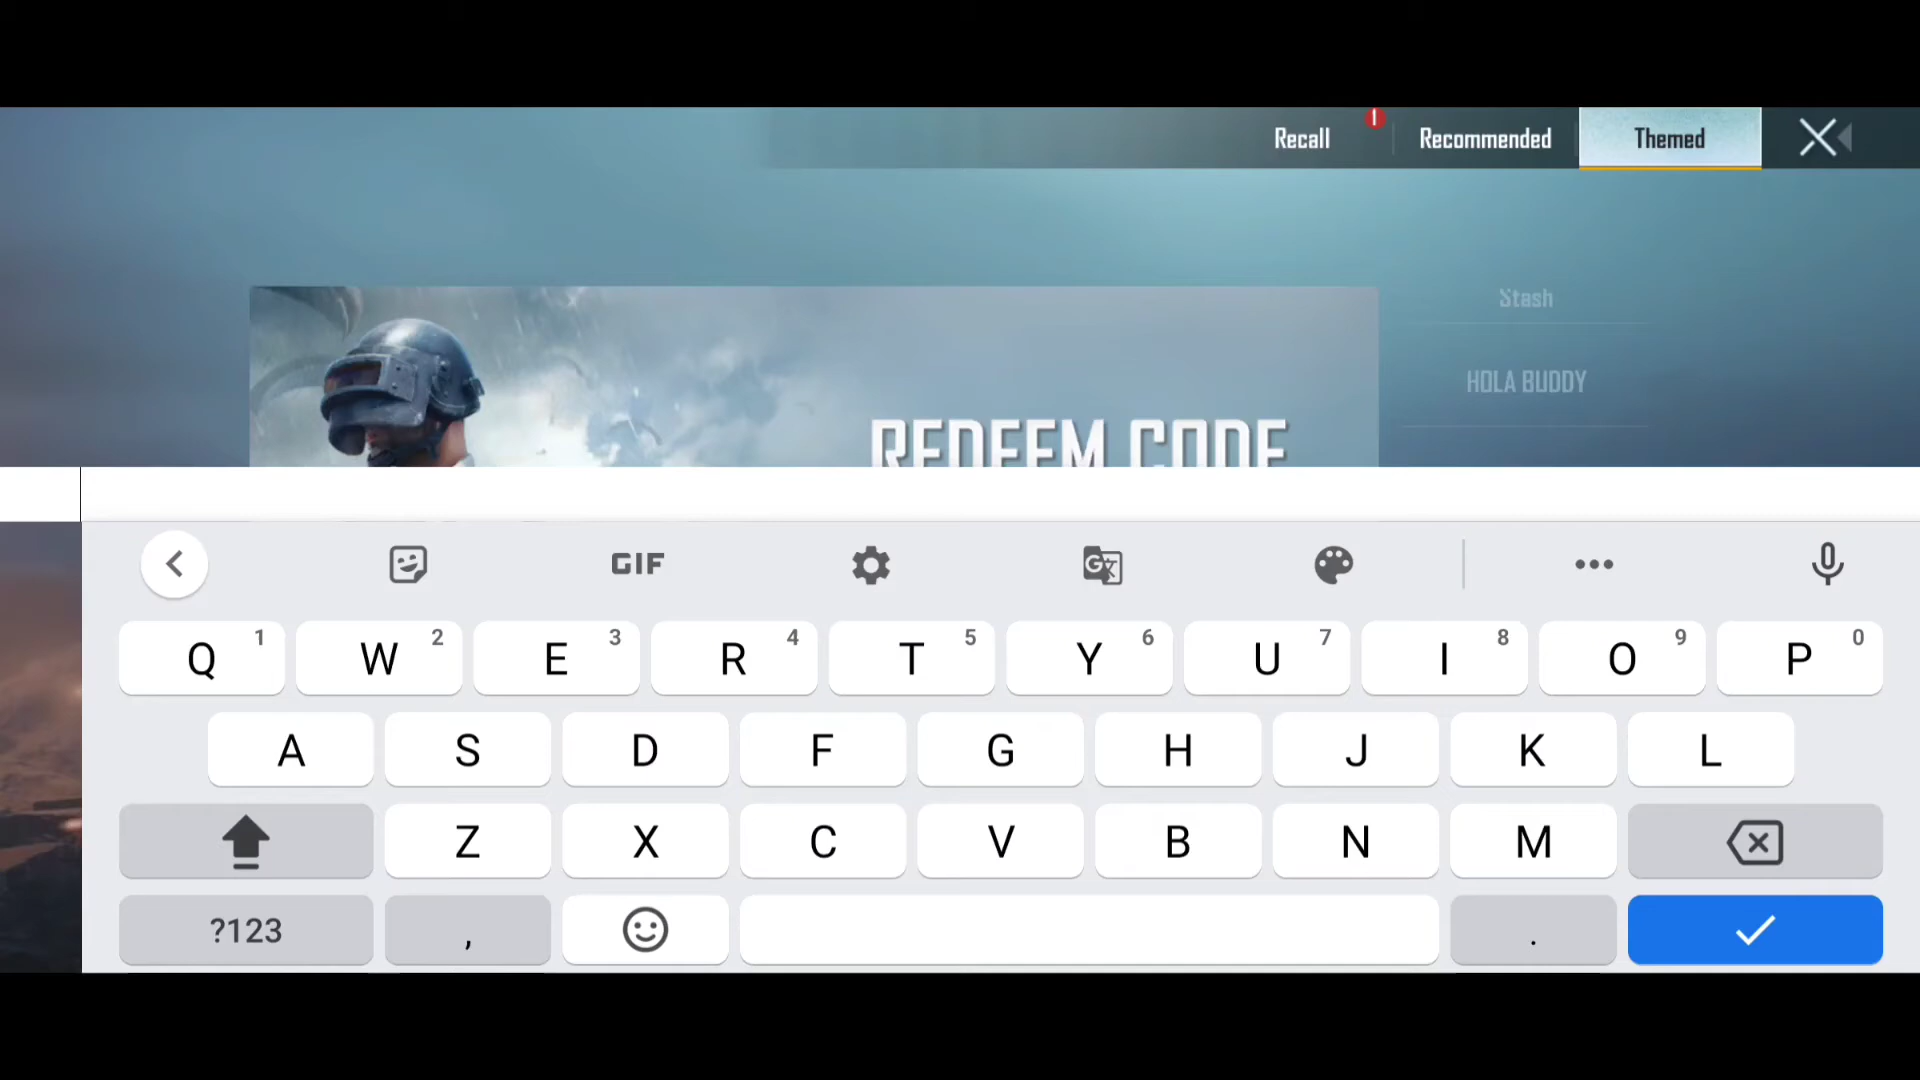 Recall ! Recommended Themed
Stash
HOLA BUDDY
REDEEM CODE
GIF
Q 1 W 2 E 3 R 4 T 5 Y 6 U 7 I 8 O 9 P 0
A S D F G H J K L
Z X C V B N M
?123 , .